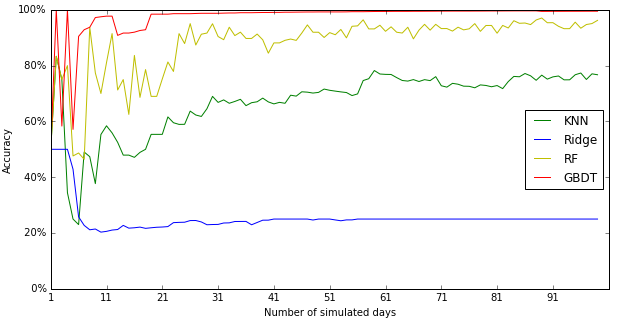 100%
80%
60%
40%
20%
0%
Accuracy
KNN
Ridge
RF
GBDT
1 11 21 31 41 51 61 71 81 91
Number of simulated days